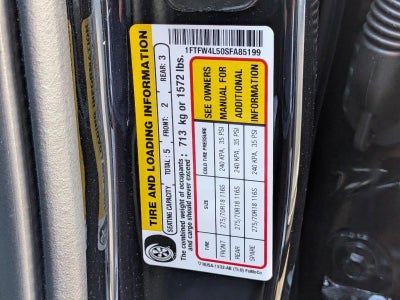 1FTFW4L50SFA85199
TIRE AND LOADING INFORMATION
SEATING CAPACITY TOTAL: 5 FRONT: 2 REAR: 3
The combined weight of occupants : 713 kg or 1572 lbs.
and cargo should never exceed
TIRE SIZE COLD TIRE PRESSURE
FRONT 275/70R18 116S 240 KPA, 35 PSI
REAR 275/70R18 116S 240 KPA, 35 PSI
SPARE 275/70R18 116S 240 KPA, 35 PSI
SEE OWNERS
MANUAL FOR
ADDITIONAL
INFORMATION